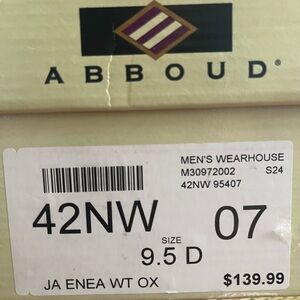 ABBOUD®
MEN'S WEARHOUSE
M30972002 S24
42NW 95407
42NW 07
SIZE
9.5 D
JA ENEA WT OX $139.99